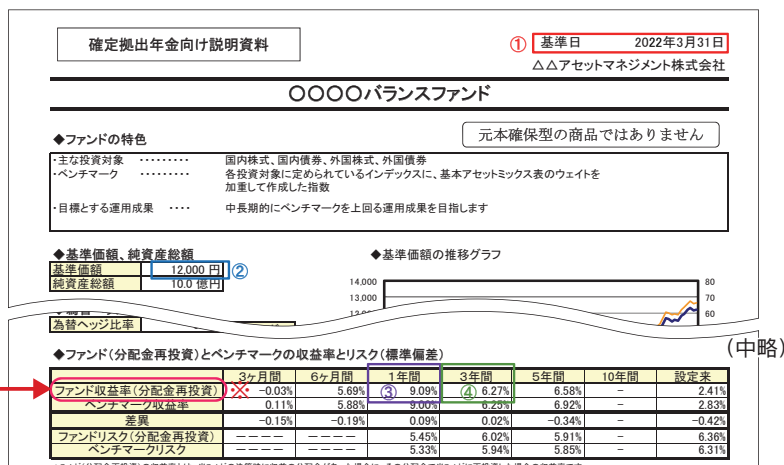 確定拠出年金向け説明資料
① 基準日 2022年3月31日
△△アセットマネジメント株式会社
〇〇〇〇バランスファンド
◆ファンドの特色
元本確保型の商品ではありません
・主な投資対象 ········· 国内株式、国内債券、外国株式、外国債券
・ベンチマーク ········· 各投資対象に定められているインデックスに、基本アセットミックス表のウェイトを
加重して作成した指数
・目標とする運用成果 ···· 中長期的にベンチマークを上回る運用成果を目指します
◆基準価額、純資産総額
◆基準価額の推移グラフ
基準価額 12,000 円 ②
純資産総額 10.0 億円
14,000 80
13,000 70
60
為替ヘッジ比率
(中略)
◆ファンド(分配金再投資)とベンチマークの収益率とリスク(標準偏差)
3ヶ月間 6ヶ月間 1年間 3年間 5年間 10年間 設定来
ファンド収益率(分配金再投資) ※ -0.03% 5.69% ③ 9.09% ④ 6.27% 6.58% - 2.41%
ベンチマーク収益率 0.11% 5.88% 9.00% 6.25% 6.92% - 2.83%
差異 -0.15% -0.19% 0.09% 0.02% -0.34% - -0.42%
ファンドリスク(分配金再投資) ---- ---- 5.45% 6.02% 5.91% - 6.36%
ベンチマークリスク ---- ---- 5.33% 5.94% 5.85% - 6.31%